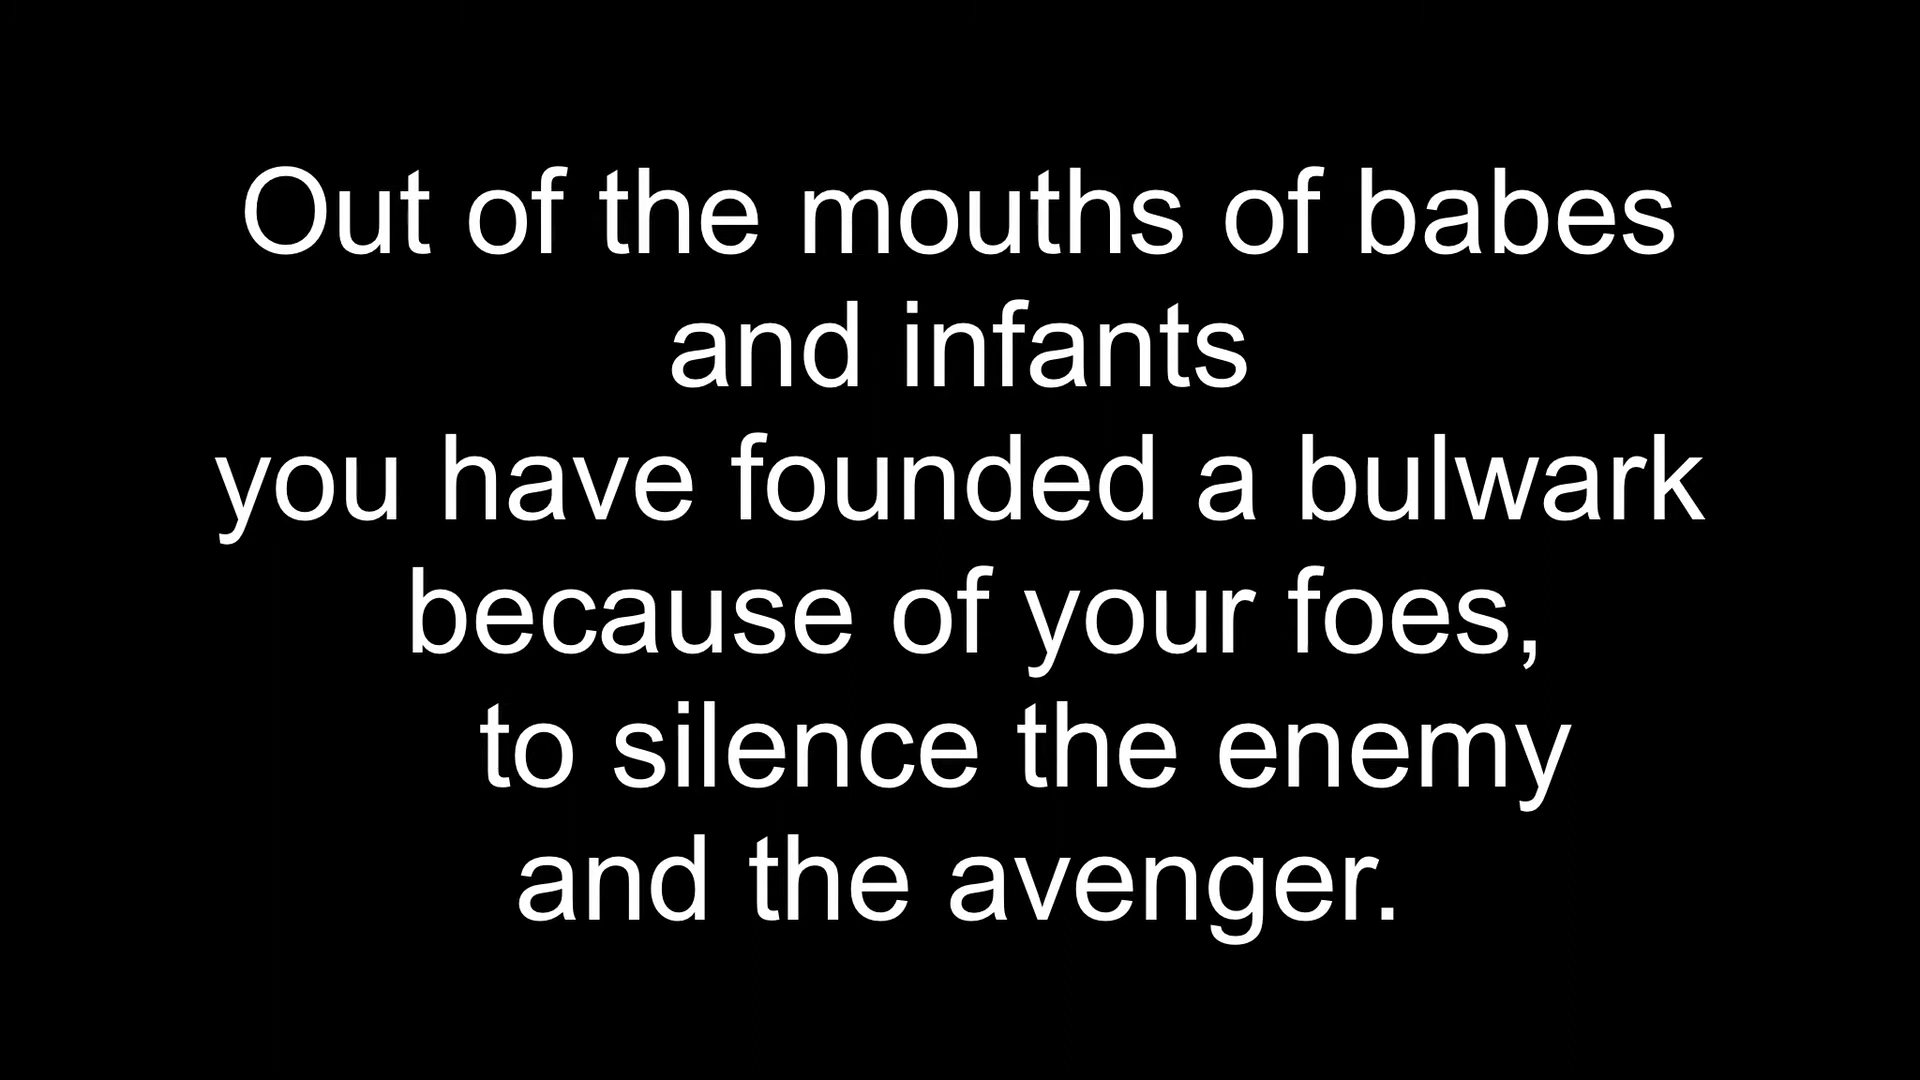 Out of the mouths of babes
and infants
you have founded a bulwark
because of your foes,
to silence the enemy
and the avenger.